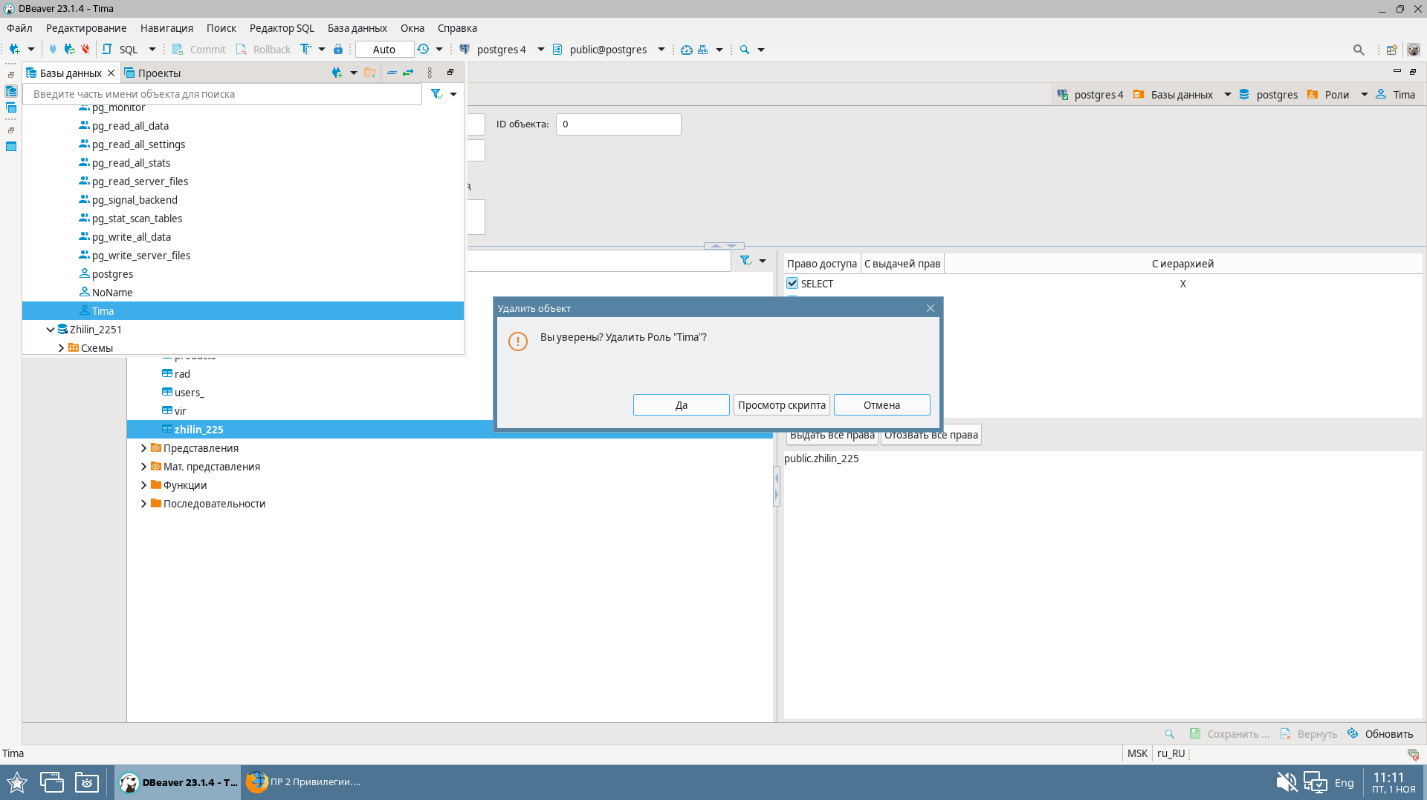 DBeaver 23.1.4 - Tima
Файл Редактирование Навигация Поиск Редактор SQL База данных Окна Справка
SQL Commit Rollback Auto postgres 4 public@postgres
Базы данных Проекты
Введите часть имени объекта для поиска
postgres 4 Базы данных postgres Роли Tima
pg_monitor
pg_read_all_data
pg_read_all_settings
pg_read_all_stats
pg_read_server_files
pg_signal_backend
pg_stat_scan_tables
pg_write_all_data
pg_write_server_files
postgres
NoName
Tima
Zhilin_2251
Схемы
ID объекта: 0
R
products
rad
users_
vir
zhilin_225
Представления
Мат. представления
Функции
Последовательности
Право доступа С выдачей прав С иерархией
SELECT X
Удалить объект
Вы уверены? Удалить Роль "Tima"?
Да Просмотр скрипта Отмена
Выдать все права Отозвать все права
public.zhilin_225
Сохранить ... Вернуть Обновить
Tima MSK ru_RU
DBeaver 23.1.4 - T... ПР 2 Привилегии.... Eng 11:11
ПТ, 1 НОЯ